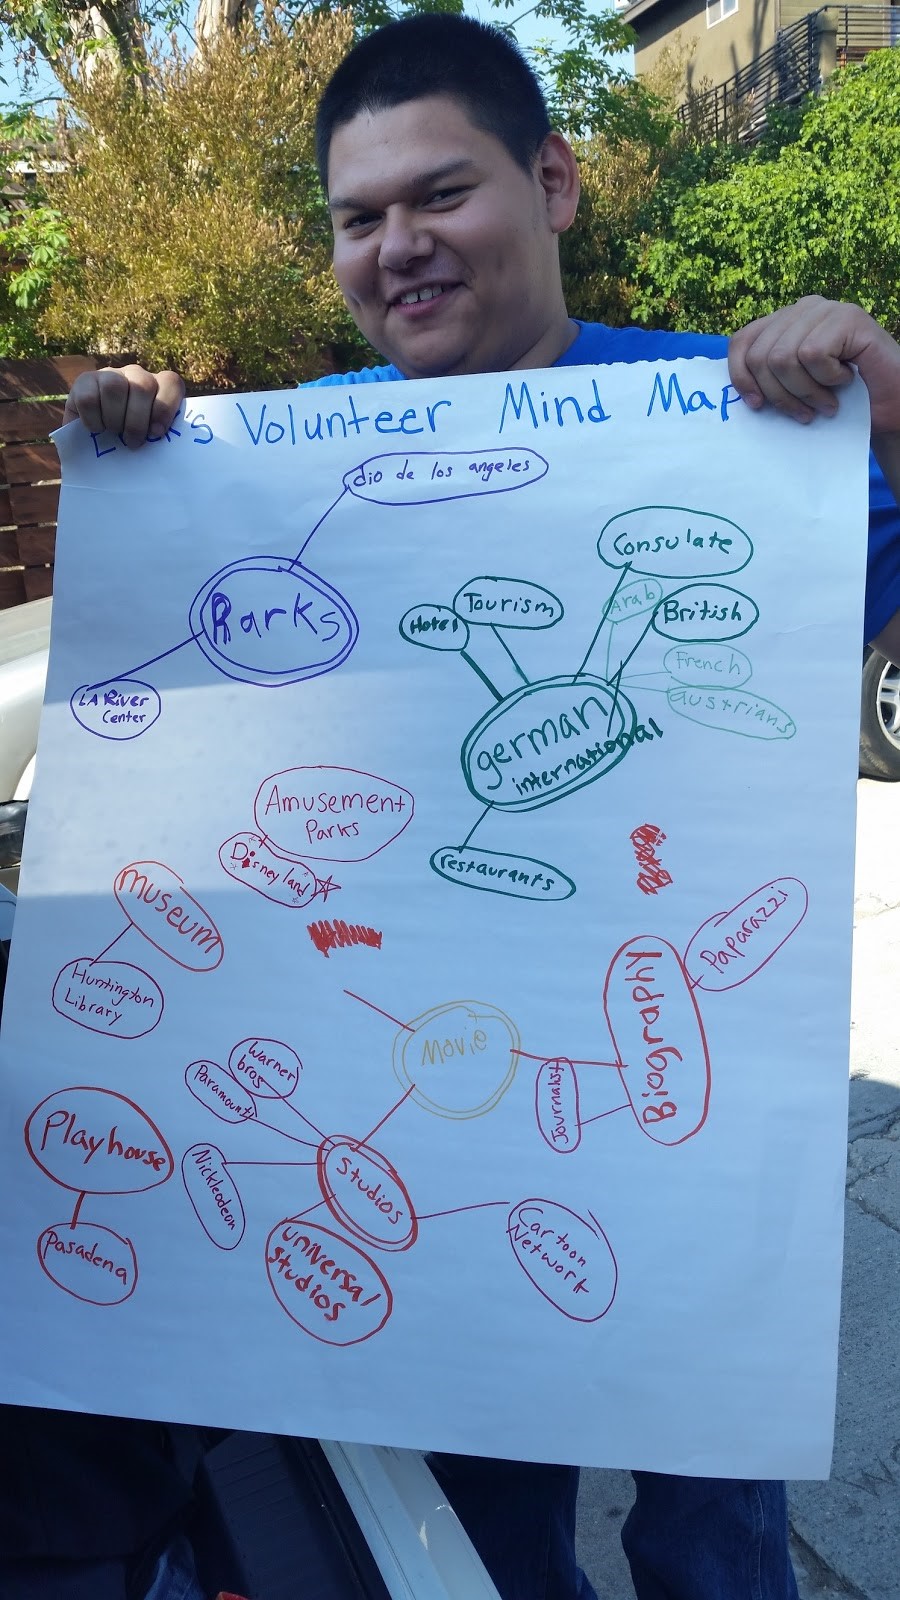 Volunteer Mind Map
dio de los angeles
Parks
LA River
Center
Consulate
Tourism
Hotel
Arab
British
French
austrians
german
international
restaurants
Amusement
Parks
Disneyland
museum
Huntington
Library
Paparazzi
Biography
Journalist
Movie
Warner
bros
Paramount
Nickleodeon
Studios
universal
studios
Cartoon
Network
Playhouse
Pasadena